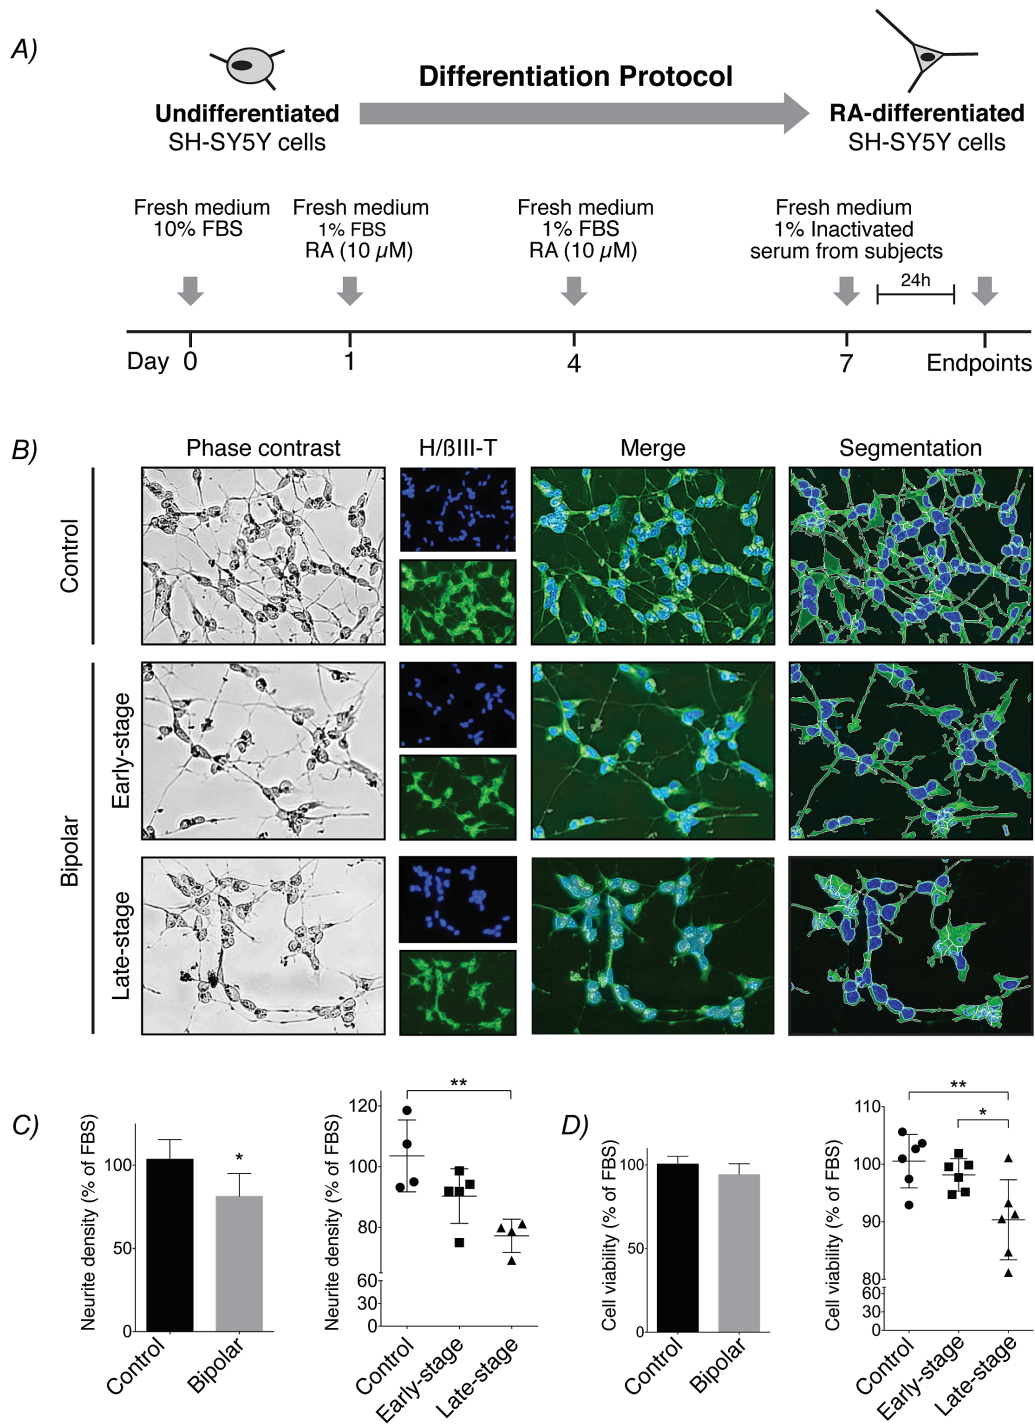 A)
Differentiation Protocol
Undifferentiated
SH-SY5Y cells
RA-differentiated
SH-SY5Y cells
Fresh medium
10% FBS
Fresh medium
1% FBS
RA (10 µM)
Fresh medium
1% FBS
RA (10 µM)
Fresh medium
1% Inactivated
serum from subjects
24h
Day 0 1 4 7 Endpoints
B)
Phase contrast H/ßIII-T Merge Segmentation
Control
Bipolar
Early-stage
Late-stage
C)
Neurite density (% of FBS)
100
50
0
*
Control
Bipolar
Neurite density (% of FBS)
120
100
80
60
30
0
**
Control
Early-stage
Late-stage
D)
Cell viability (% of FBS)
100
50
0
Control
Bipolar
Cell viability (% of FBS)
110
100
90
80
60
30
0
**
*
Control
Early-stage
Late-stage